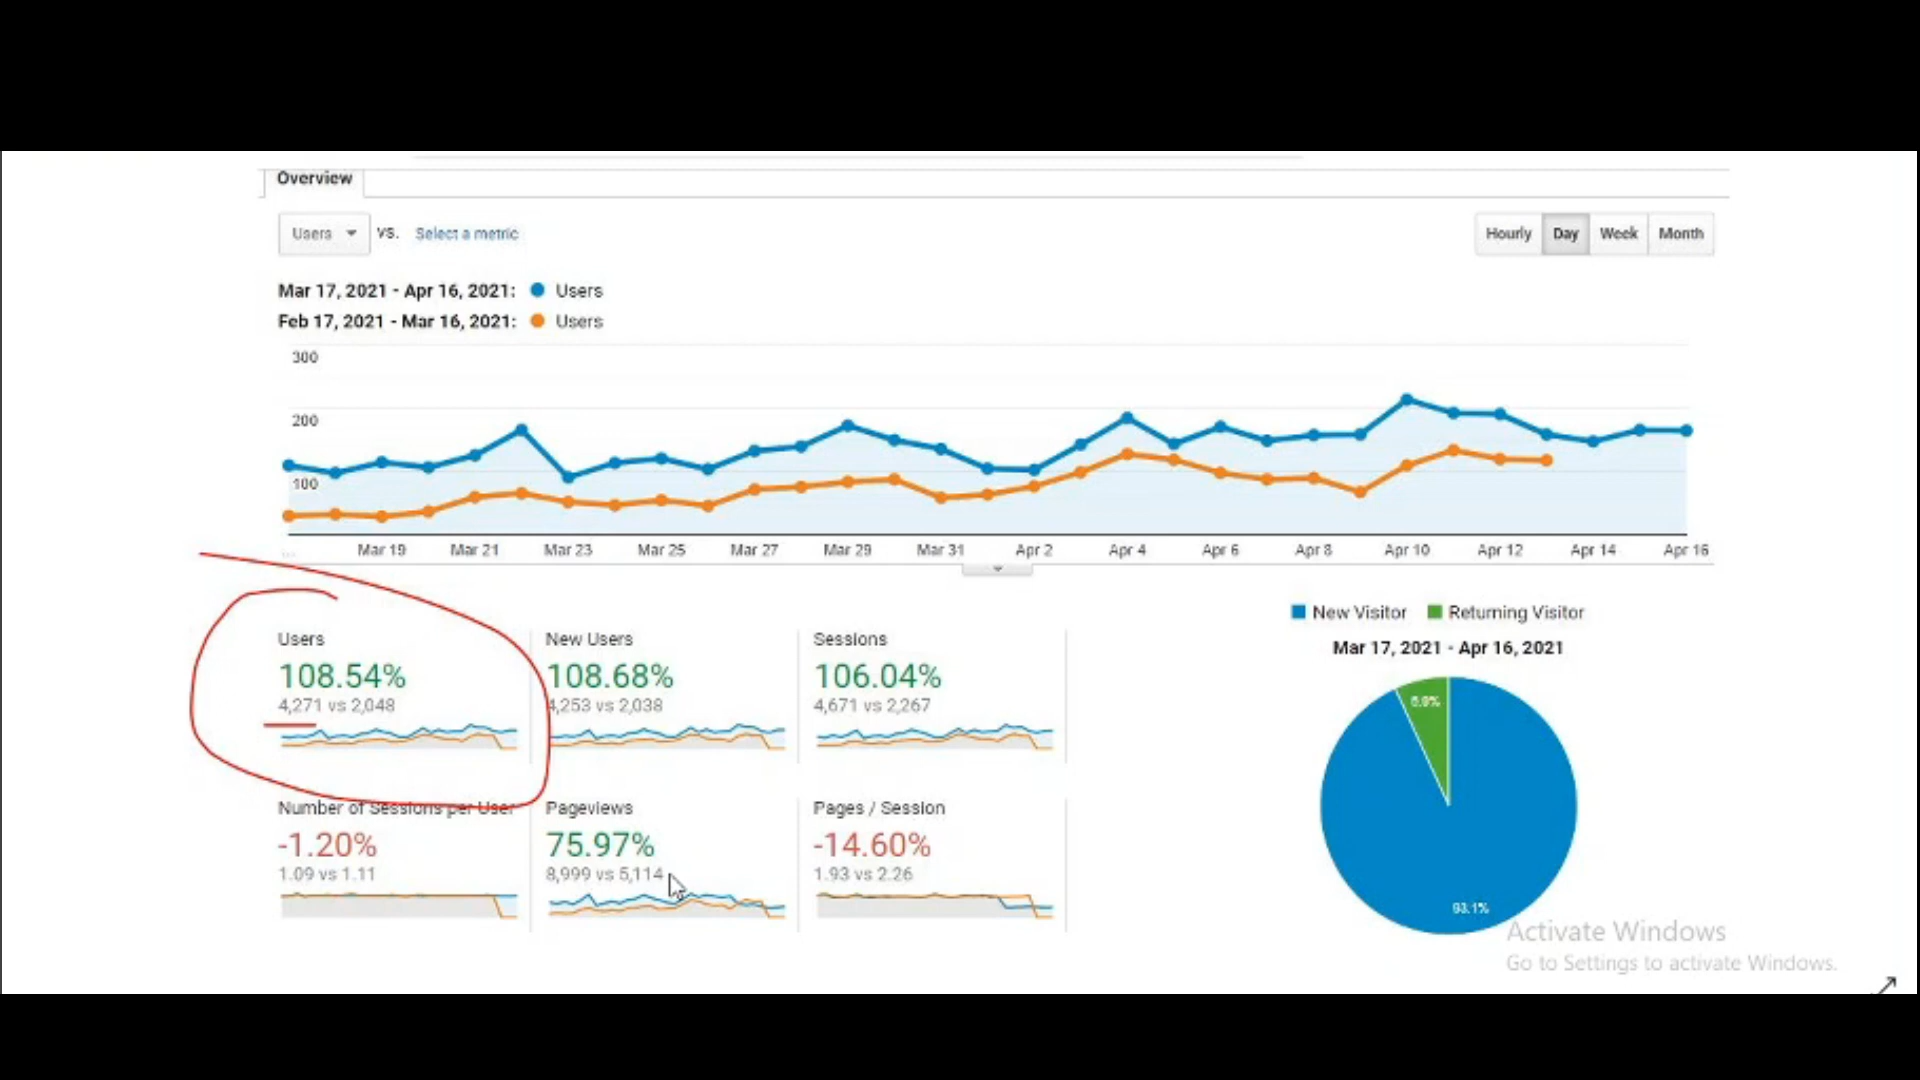 Overview
Users vs. Select a metric
Hourly Day Week Month
Mar 17, 2021 - Apr 16, 2021: Users
Feb 17, 2021 - Mar 16, 2021: Users
300
200
100
... Mar 19 Mar 21 Mar 23 Mar 25 Mar 27 Mar 29 Mar 31 Apr 2 Apr 4 Apr 6 Apr 8 Apr 10 Apr 12 Apr 14 Apr 16
Users
108.54%
4,271 vs 2,048
New Users
108.68%
4,253 vs 2,038
Sessions
106.04%
4,671 vs 2,267
Number of Sessions per User
-1.20%
1.09 vs 1.11
Pageviews
75.97%
8,999 vs 5,114
Pages / Session
-14.60%
1.93 vs 2.26
New Visitor Returning Visitor
Mar 17, 2021 - Apr 16, 2021
6.9%
93.1%
Activate Windows
Go to Settings to activate Windows.